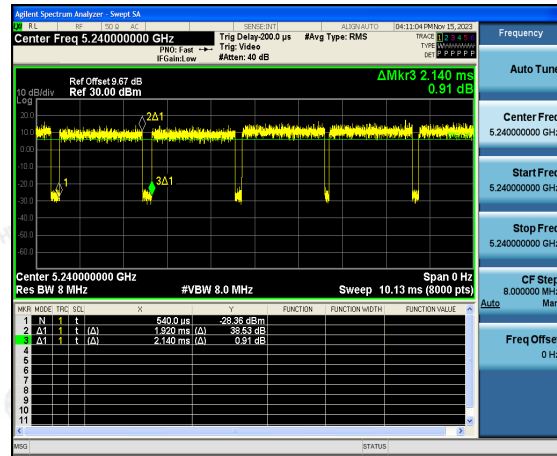 Agilent Spectrum Analyzer - Swept SA
RL RF 50 Ω AC SENSE:INT ALIGN AUTO 04:11:04 PM Nov 15, 2023
Center Freq 5.240000000 GHz Trig Delay-200.0 µs #Avg Type: RMS TRACE 1 2 3 4 5 6
PNO: Fast Trig: Video TYPE WWWWWW
IFGain:Low #Atten: 40 dB DET P P P P P P
Frequency
Auto Tune
ΔMkr3 2.140 ms
Ref Offset 9.67 dB 0.91 dB
10 dB/div Ref 30.00 dBm
Log
20.0
10.0
0.00
-10.0
-20.0
-30.0
-40.0
-50.0
-60.0
2Δ1
1
3Δ1
Center Freq
5.240000000 GHz
Start Freq
5.240000000 GHz
Stop Freq
5.240000000 GHz
CF Step
8.000000 MHz
Auto Man
Freq Offset
0 Hz
Center 5.240000000 GHz Span 0 Hz
Res BW 8 MHz #VBW 8.0 MHz Sweep 10.13 ms (8000 pts)
MKR MODE TRC SCL X Y FUNCTION FUNCTION WIDTH FUNCTION VALUE
1 N 1 t 540.0 µs -28.36 dBm
2 Δ1 1 t (Δ) 1.920 ms (Δ) 38.53 dB
3 Δ1 1 t (Δ) 2.140 ms (Δ) 0.91 dB
4
5
6
7
8
9
10
11
MSG STATUS